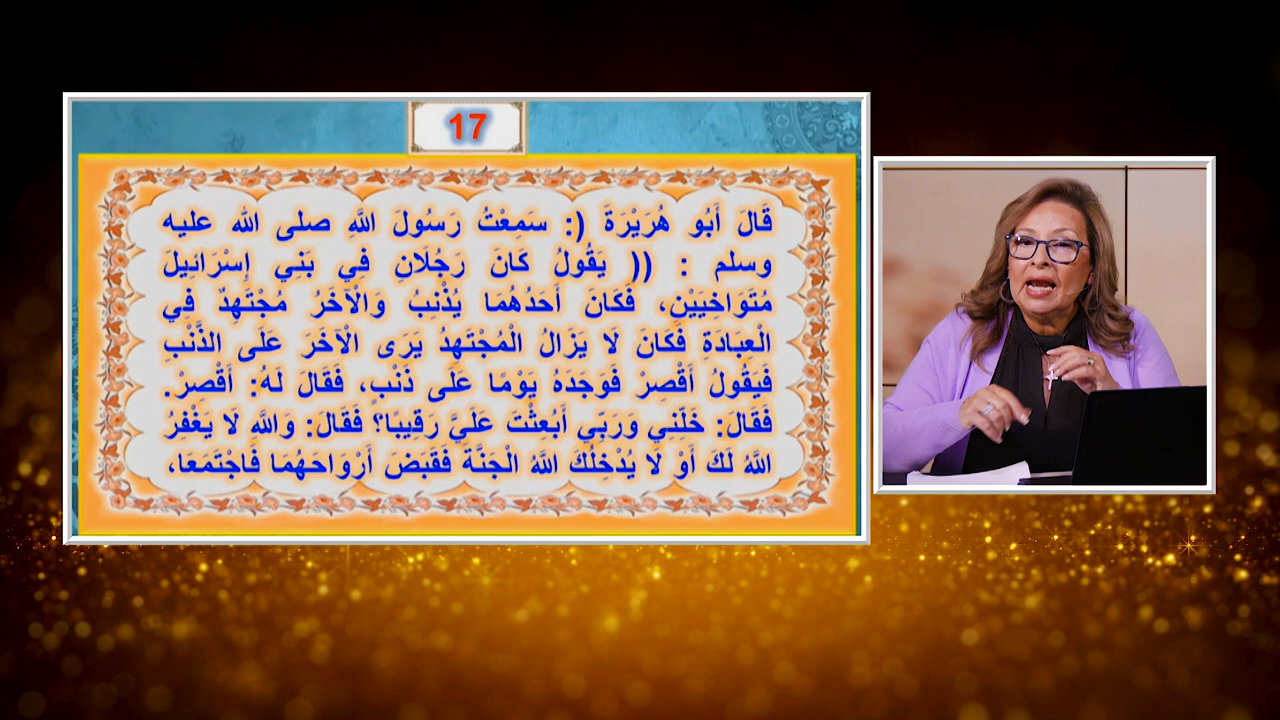 17
قَالَ أَبُو هُرَيْرَةَ (: سَمِعْتُ رَسُولَ اللَّهِ صلى الله عليه
وسلم : (( يَقُولُ كَانَ رَجُلَانِ فِي بَنِي إِسْرَائِيلَ
مُتَوَاخِيَيْنِ، فَكَانَ أَحَدُهُمَا يُذْنِبُ وَالْآخَرُ مُجْتَهِدٌ فِي
الْعِبَادَةِ فَكَانَ لَا يَزَالُ الْمُجْتَهِدُ يَرَى الْآخَرَ عَلَى الذَّنْبِ
فَيَقُولُ أَقْصِرْ فَوَجَدَهُ يَوْمًا عَلَى ذَنْبٍ، فَقَالَ لَهُ: أَقْصِرْ.
فَقَالَ: خَلِّنِي وَرَبِّي أَبُعِثْتَ عَلَيَّ رَقِيبًا؟ فَقَالَ: وَاللَّهِ لَا يَغْفِرُ
اللَّهُ لَكَ أَوْ لَا يُدْخِلُكَ اللَّهُ الْجَنَّةَ فَقَبَضَ أَرْوَاحَهُمَا فَاجْتَمَعَا،